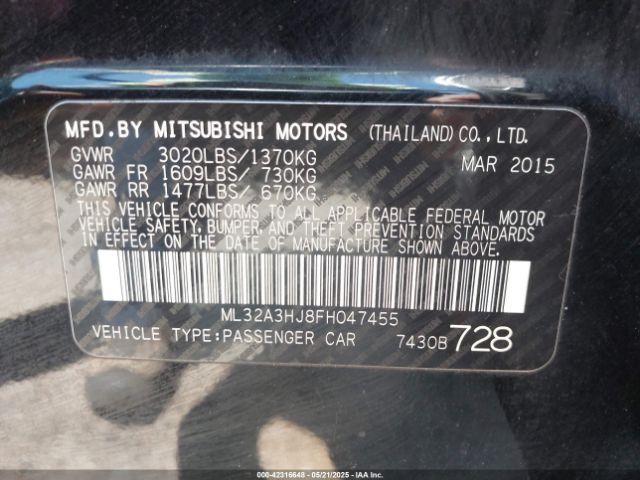 MFD.BY MITSUBISHI MOTORS (THAILAND) CO., LTD.
GVWR 3020LBS/1370KG MAR 2015
GAWR FR 1609LBS/ 730KG
GAWR RR 1477LBS/ 670KG
THIS VEHICLE CONFORMS TO ALL APPLICABLE FEDERAL MOTOR
VEHICLE SAFETY, BUMPER, AND THEFT PREVENTION STANDARDS
IN EFFECT ON THE DATE OF MANUFACTURE SHOWN ABOVE.
ML32A3HJ8FH047455
VEHICLE TYPE:PASSENGER CAR 7430B 728
000-42316648 - 05/21/2025 - IAA Inc.